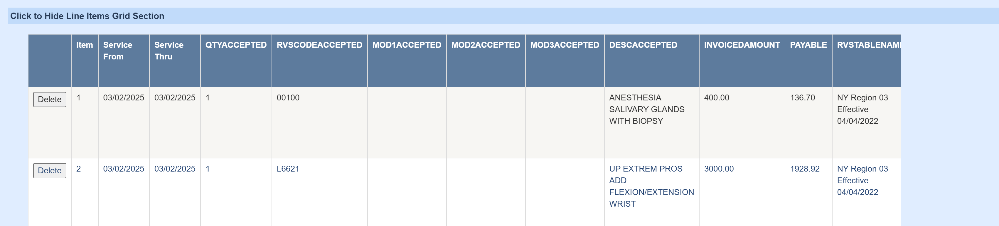 Click to Hide Line Items Grid Section
Item
Service
From
Service
Thru
QTYACCEPTED
RVSCODEACCEPTED
MOD1ACCEPTED
MOD2ACCEPTED
MOD3ACCEPTED
DESCACCEPTED
INVOICEDAMOUNT
PAYABLE
RVSTABLENAM
Delete
1
03/02/2025
03/02/2025
1
00100
ANESTHESIA
SALIVARY GLANDS
WITH BIOPSY
400.00
136.70
NY Region 03
Effective
04/04/2022
Delete
2
03/02/2025
03/02/2025
1
L6621
UP EXTREM PROS
ADD
FLEXION/EXTENSION
WRIST
3000.00
1928.92
NY Region 03
Effective
04/04/2022